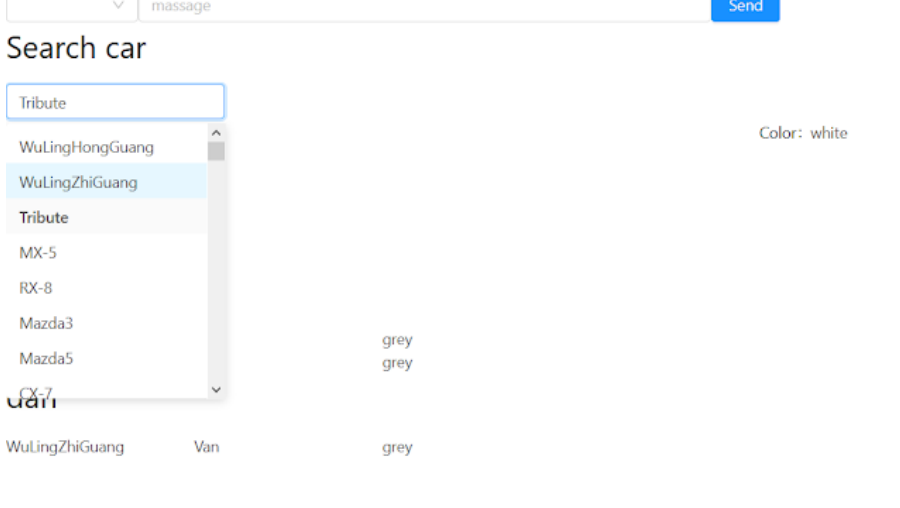 massage Send
Search car
Tribute
Color: white
WuLingHongGuang
WuLingZhiGuang
Tribute
MX-5
RX-8
Mazda3
grey
Mazda5
grey
CX-7
WuLingZhiGuang Van grey